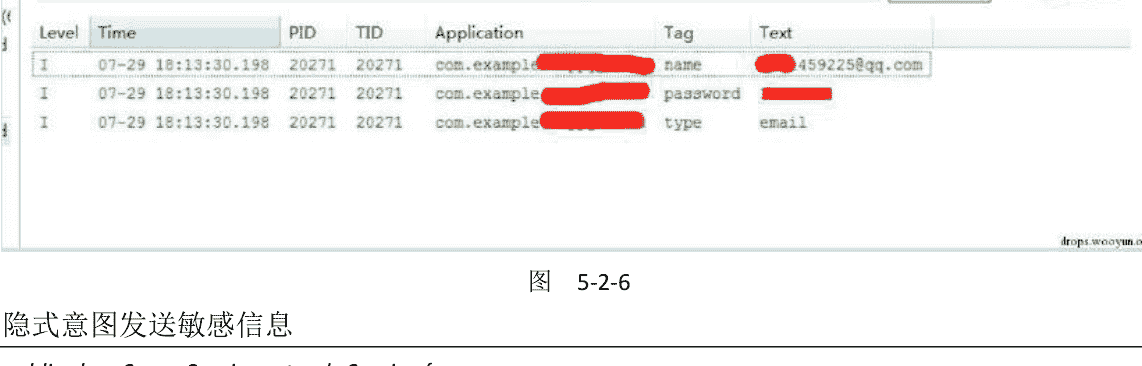 Level Time PID TID Application Tag Text
I 07-29 18:13:30.198 20271 20271 com.example name 459225@qq.com
I 07-29 18:13:30.198 20271 20271 com.example password
I 07-29 18:13:30.198 20271 20271 com.example type email
drops.wooyun.o
图 5-2-6
隐式意图发送敏感信息